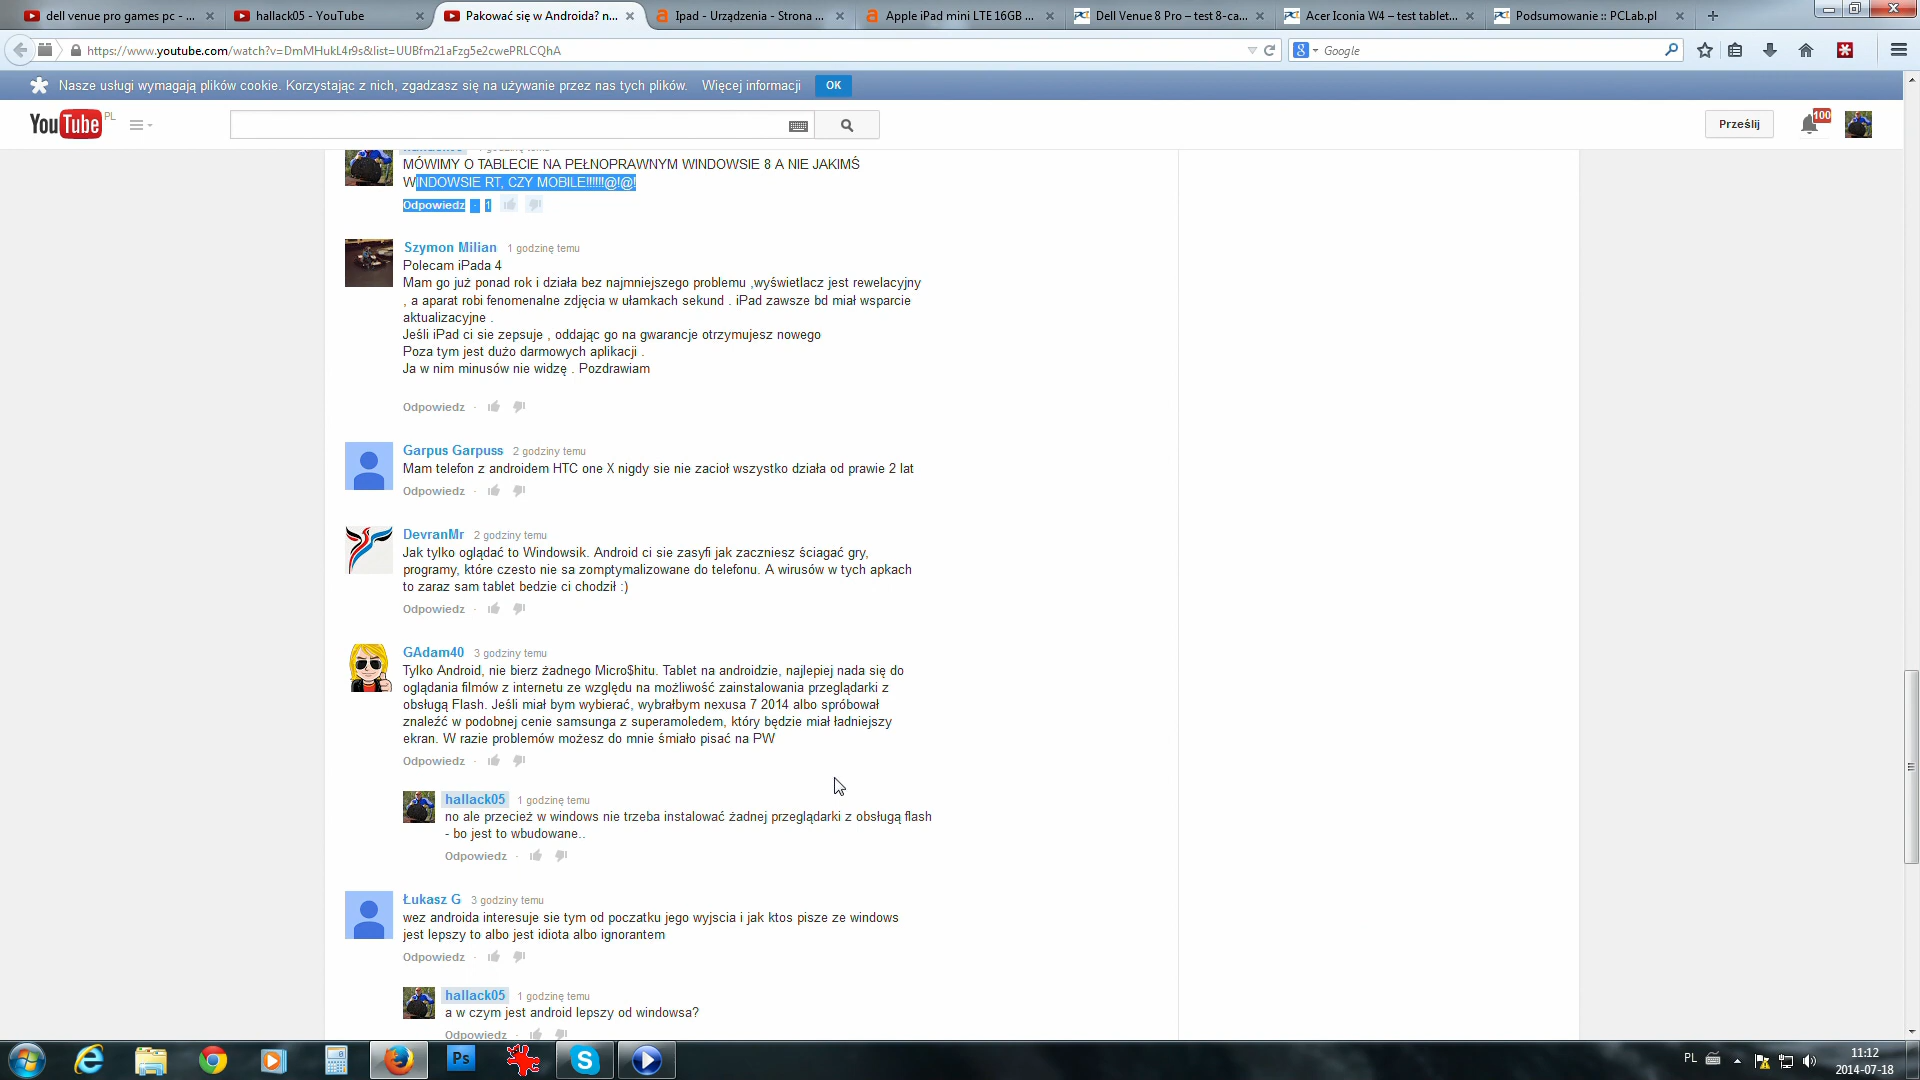 dell venue pro games pc - ...
hallack05 - YouTube
Pakować się w Androida? n...
Ipad - Urządzenia - Strona ...
Apple iPad mini LTE 16GB ...
Dell Venue 8 Pro – test 8-ca...
Acer Iconia W4 – test tablet...
Podsumowanie :: PCLab.pl
https://www.youtube.com/watch?v=DmMHukL4r9s&list=UUBfm21aFzg5e2cwePRLCQhA
Google
Nasze usługi wymagają plików cookie. Korzystając z nich, zgadzasz się na używanie przez nas tych plików. Więcej informacji OK
YouTube PL
Prześlij
100
MÓWIMY O TABLECIE NA PEŁNOPRAWNYM WINDOWSIE 8 A NIE JAKIMŚ
WINDOWSIE RT, CZY MOBILE!!!!!!@!@!
Odpowiedz · 1
Szymon Milian 1 godzinę temu
Polecam iPada 4
Mam go już ponad rok i działa bez najmniejszego problemu ,wyświetlacz jest rewelacyjny
, a aparat robi fenomenalne zdjęcia w ułamkach sekund . iPad zawsze bd miał wsparcie
aktualizacyjne .
Jeśli iPad ci sie zepsuje , oddając go na gwarancje otrzymujesz nowego
Poza tym jest dużo darmowych aplikacji .
Ja w nim minusów nie widzę . Pozdrawiam
Odpowiedz ·
Garpus Garpuss 2 godziny temu
Mam telefon z androidem HTC one X nigdy sie nie zacioł wszystko działa od prawie 2 lat
Odpowiedz ·
DevranMr 2 godziny temu
Jak tylko oglądać to Windowsik. Android ci sie zasyfi jak zaczniesz ściagać gry,
programy, które czesto nie sa zomptymalizowane do telefonu. A wirusów w tych apkach
to zaraz sam tablet bedzie ci chodził :)
Odpowiedz ·
GAdam40 3 godziny temu
Tylko Android, nie bierz żadnego Micro$hitu. Tablet na androidzie, najlepiej nada się do
oglądania filmów z internetu ze względu na możliwość zainstalowania przeglądarki z
obsługą Flash. Jeśli miał bym wybierać, wybrałbym nexusa 7 2014 albo spróbował
znaleźć w podobnej cenie samsunga z superamoledem, który będzie miał ładniejszy
ekran. W razie problemów możesz do mnie śmiało pisać na PW
Odpowiedz ·
hallack05 1 godzinę temu
no ale przecież w windows nie trzeba instalować żadnej przeglądarki z obsługą flash
- bo jest to wbudowane..
Odpowiedz ·
Łukasz G 3 godziny temu
wez androida interesuje sie tym od poczatku jego wyjscia i jak ktos pisze ze windows
jest lepszy to albo jest idiota albo ignorantem
Odpowiedz ·
hallack05 1 godzinę temu
a w czym jest android lepszy od windowsa?
Odpowiedz ·
Ps
PL
11:12
2014-07-18